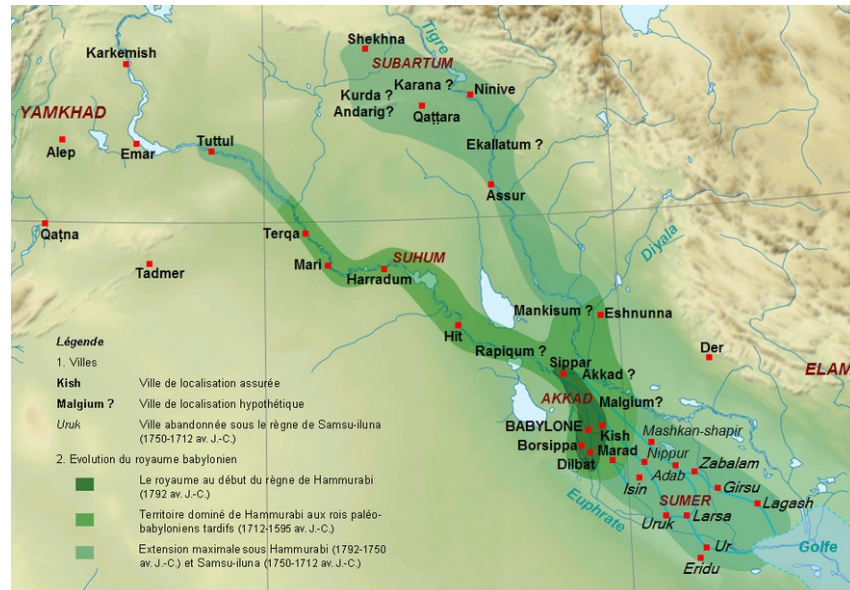 Shekhna
Tigre
Karkemish
SUBARTUM
Karana ?
Ninive
Kurda ?
Andarig?
Qaṭṭara
YAMKHAD
Tuttul
Ekallatum ?
Alep
Emar
Assur
Qaṭna
Terqa
Diyala
Tadmer
Mari
SUHUM
Harradum
Mankisum ?
Eshnunna
Hit
Rapiqum ?
Der
Sippar
Akkad ?
ELAM
AKKAD
Malgium?
BABYLONE
Kish
Mashkan-shapir
Borsippa
Marad
Nippur
Dilbat
Adab
Zabalam
Isin
Girsu
SUMER
Lagash
Euphrate
Uruk
Larsa
Ur
Golfe
Eridu
Légende
1. Villes
Kish Ville de localisation assurée
Malgium ? Ville de localisation hypothétique
Uruk Ville abandonnée sous le règne de Samsu-iluna
(1750-1712 av. J.-C.)
2. Evolution du royaume babylonien
Le royaume au début du règne de Hammurabi
(1792 av. J.-C.)
Territoire dominé de Hammurabi aux rois paléo-
babyloniens tardifs (1712-1595 av. J.-C.)
Extension maximale sous Hammurabi (1792-1750
av. J.-C.) et Samsu-iluna (1750-1712 av. J.-C.)